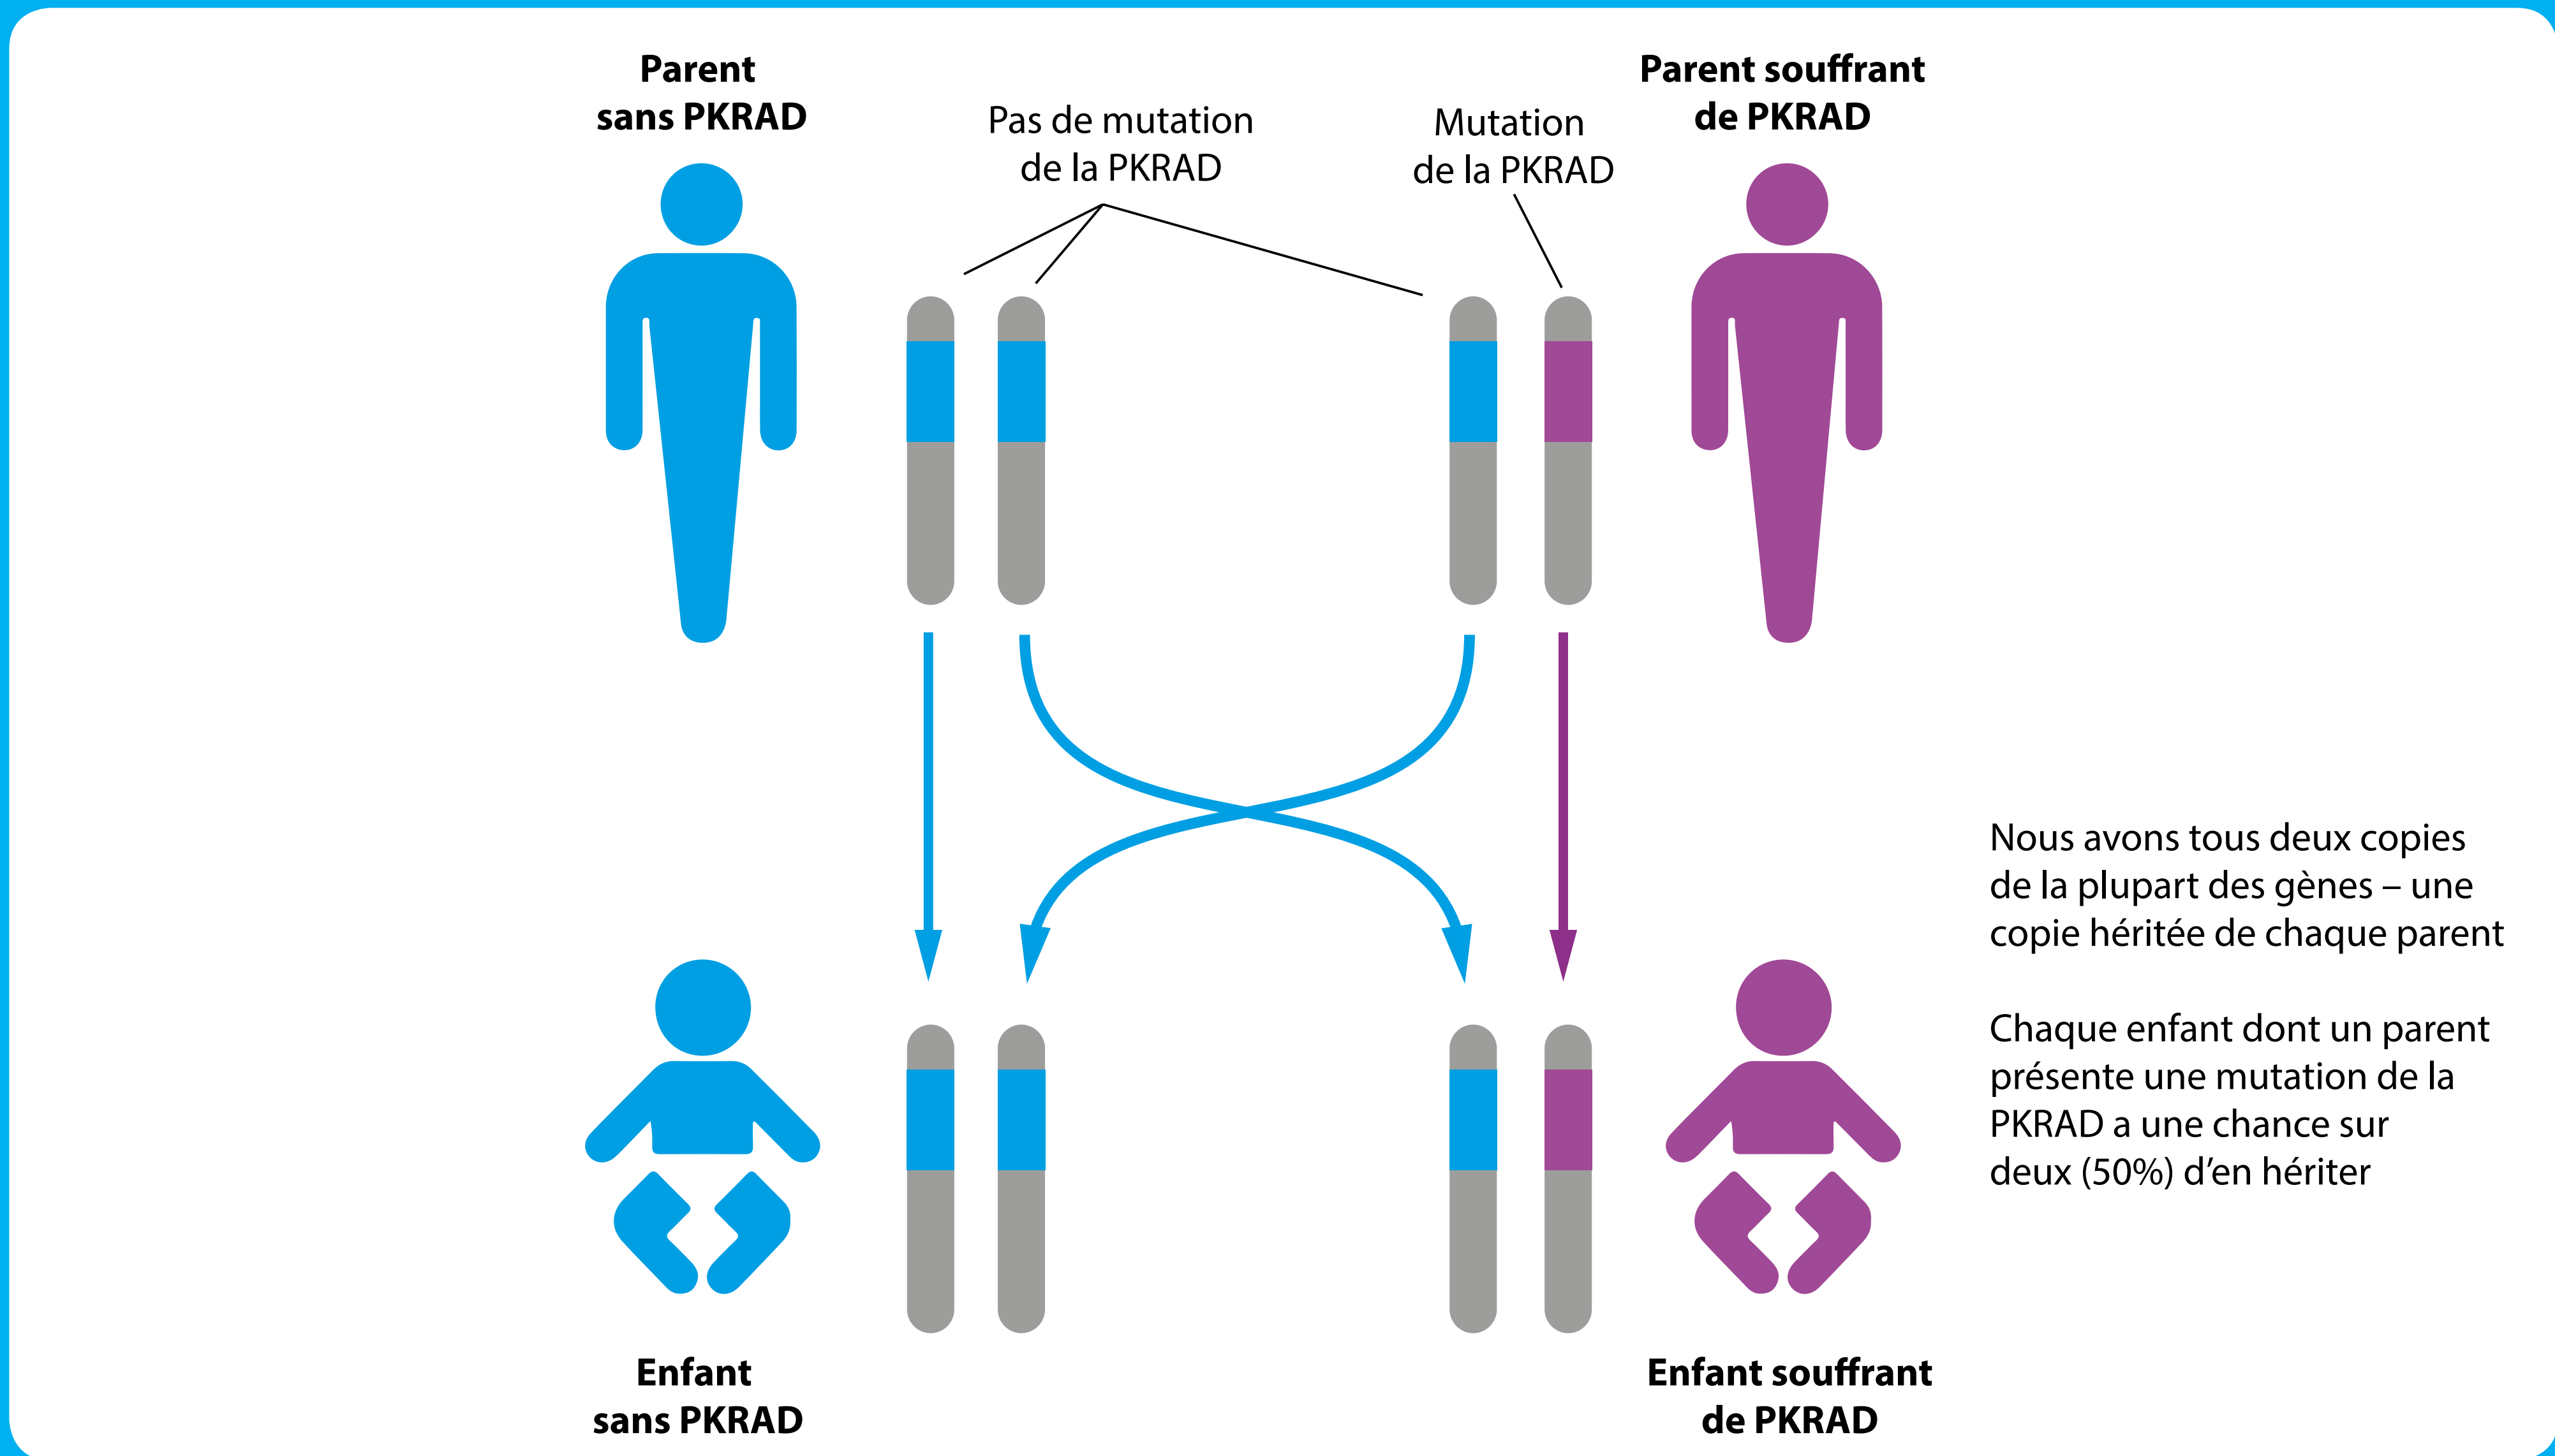 Parent
sans PKRAD
Pas de mutation
de la PKRAD
Mutation
de la PKRAD
Parent souffrant
de PKRAD
Nous avons tous deux copies
de la plupart des gènes – une
copie héritée de chaque parent
Chaque enfant dont un parent
présente une mutation de la
PKRAD a une chance sur
deux (50%) d’en hériter
Enfant
sans PKRAD
Enfant souffrant
de PKRAD